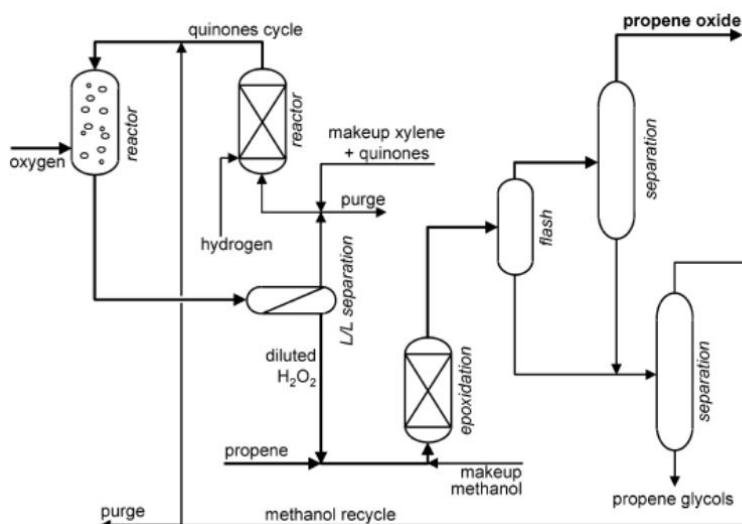 quinones cycle
propene oxide
reactor
reactor
makeup xylene
+ quinones
oxygen
separation
purge
flash
hydrogen
L/L separation
diluted
H₂O₂
epoxidation
separation
propene
makeup
methanol
propene glycols
purge
methanol recycle